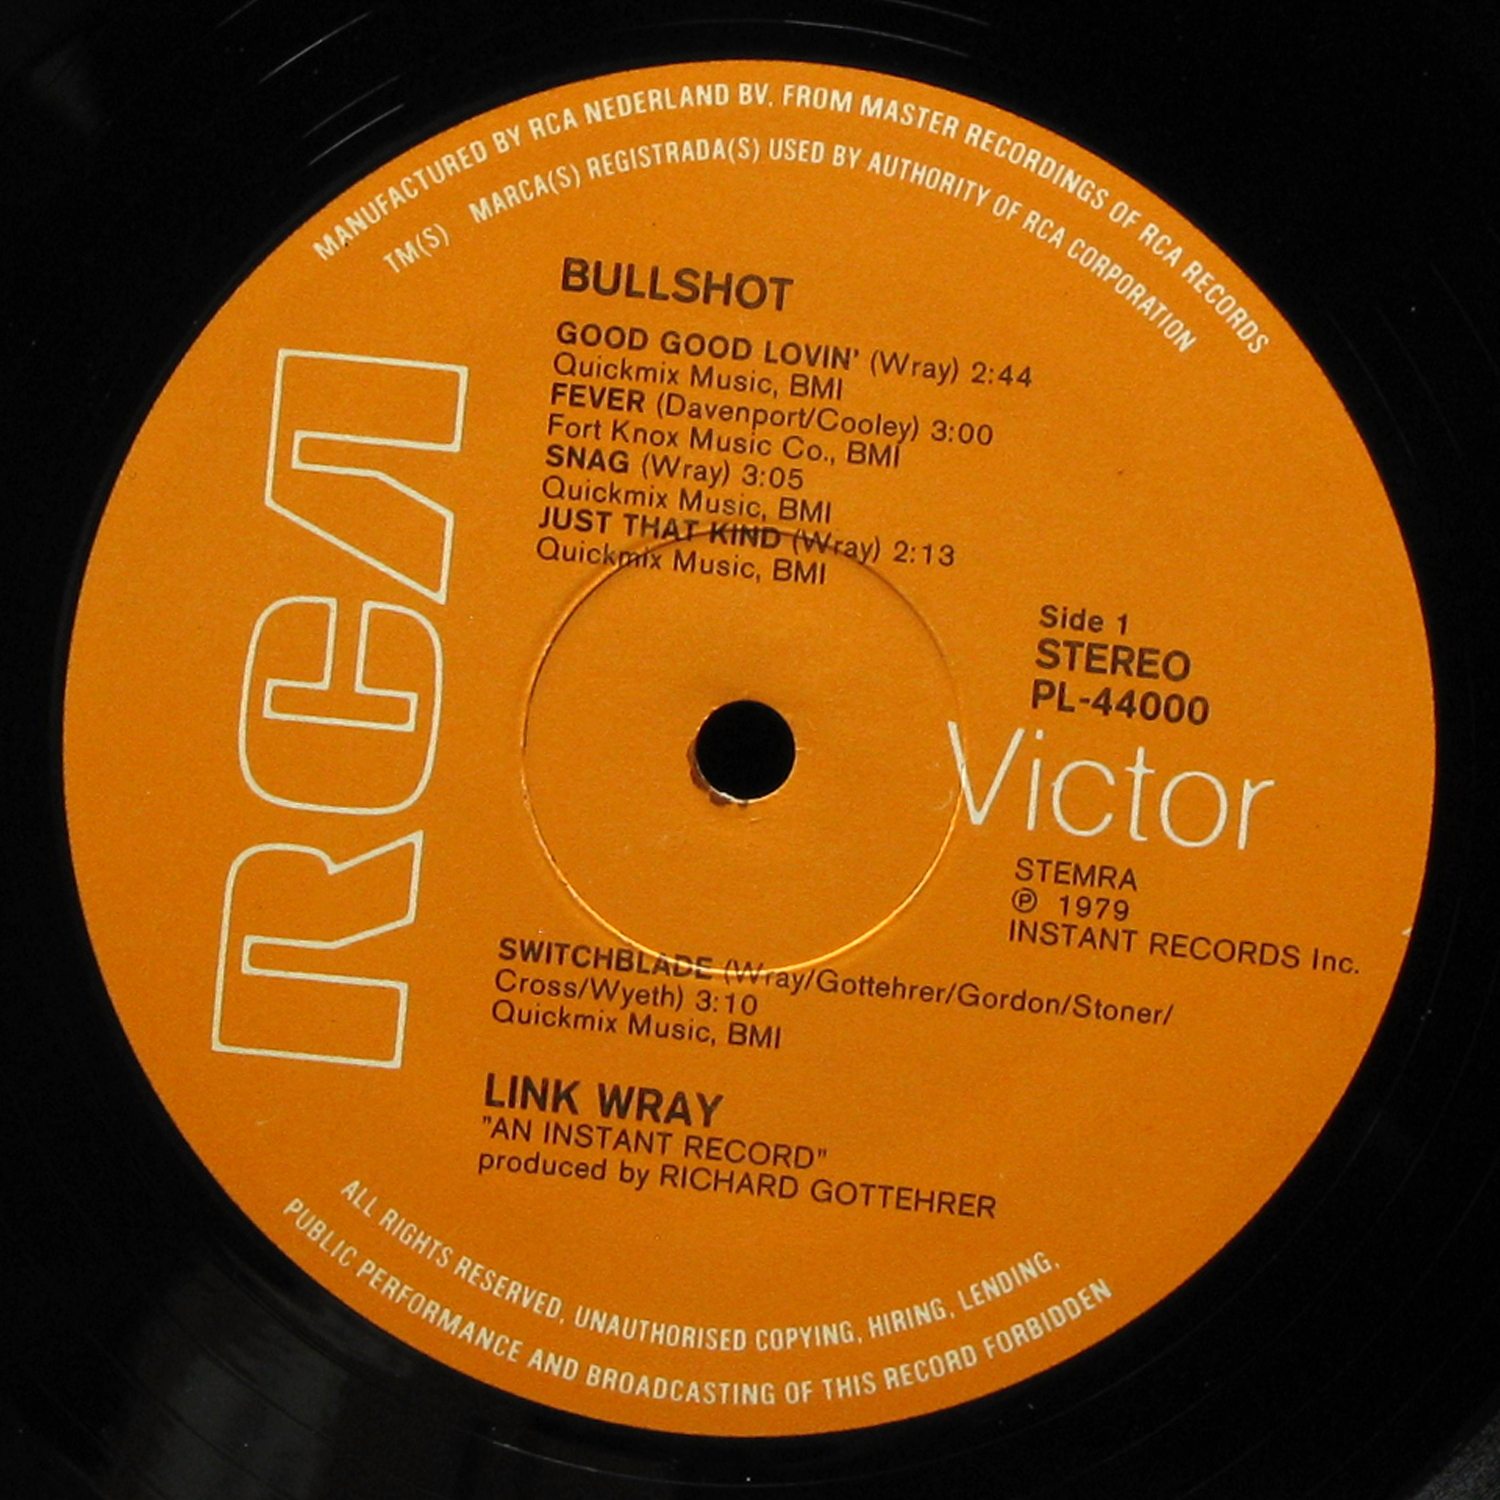 MANUFACTURED BY RCA NEDERLAND BV. FROM MASTER RECORDINGS OF RCA RECORDS
TM(S) MARCA(S) REGISTRADA(S) USED BY AUTHORITY OF RCA CORPORATION
BULLSHOT
GOOD GOOD LOVIN' (Wray) 2:44
Quickmix Music, BMI
FEVER (Davenport/Cooley) 3:00
Fort Knox Music Co., BMI
SNAG (Wray) 3:05
Quickmix Music, BMI
JUST THAT KIND (Wray) 2:13
Quickmix Music, BMI
RCA
Side 1
STEREO
PL-44000
Victor
STEMRA
Ⓟ 1979
INSTANT RECORDS Inc.
SWITCHBLADE (Wray/Gottehrer/Gordon/Stoner/
Cross/Wyeth) 3:10
Quickmix Music, BMI
LINK WRAY
"AN INSTANT RECORD"
produced by RICHARD GOTTEHRER
ALL RIGHTS RESERVED, UNAUTHORISED COPYING, HIRING, LENDING,
PUBLIC PERFORMANCE AND BROADCASTING OF THIS RECORD FORBIDDEN